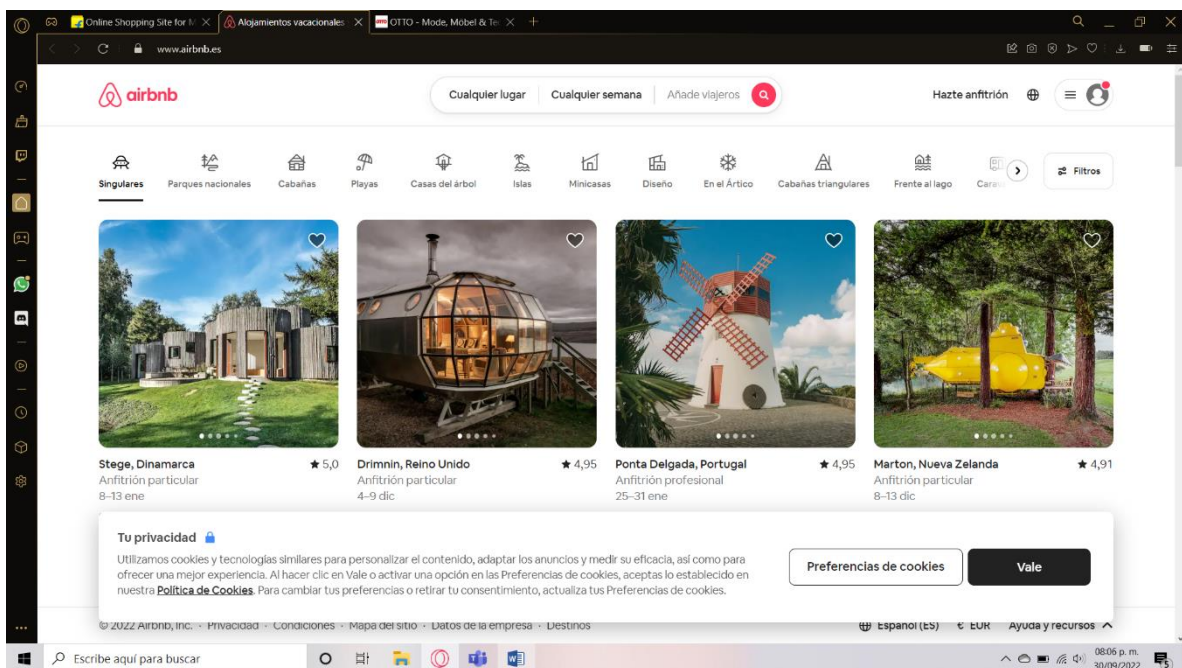 Online Shopping Site for M
Alojamientos vacacionales
OTTO - Mode, Möbel & Te
www.airbnb.es
airbnb
Cualquier lugar
Cualquier semana
Añade viajeros
Hazte anfitrión
Singulares
Parques nacionales
Cabañas
Playas
Casas del árbol
Islas
Minicasas
Diseño
En el Ártico
Cabañas triangulares
Frente al lago
Filtros
Stege, Dinamarca
5,0
Anfitrión particular
8–13 ene
Drimnin, Reino Unido
4,95
Anfitrión particular
4–9 dic
Ponta Delgada, Portugal
4,95
Anfitrión profesional
25–31 ene
Marton, Nueva Zelanda
4,91
Anfitrión particular
8–13 dic
Tu privacidad
Utilizamos cookies y tecnologías similares para personalizar el contenido, adaptar los anuncios y medir su eficacia, así como para
ofrecer una mejor experiencia. Al hacer clic en Vale o activar una opción en las Preferencias de cookies, aceptas lo establecido en
nuestra Política de Cookies. Para cambiar tus preferencias o retirar tu consentimiento, actualiza tus Preferencias de cookies.
Preferencias de cookies
Vale
© 2022 Airbnb, Inc. · Privacidad · Condiciones · Mapa del sitio · Datos de la empresa · Destinos
Español (ES)
€ EUR
Ayuda y recursos
Escribe aquí para buscar
08:06 p. m.
30/09/2022